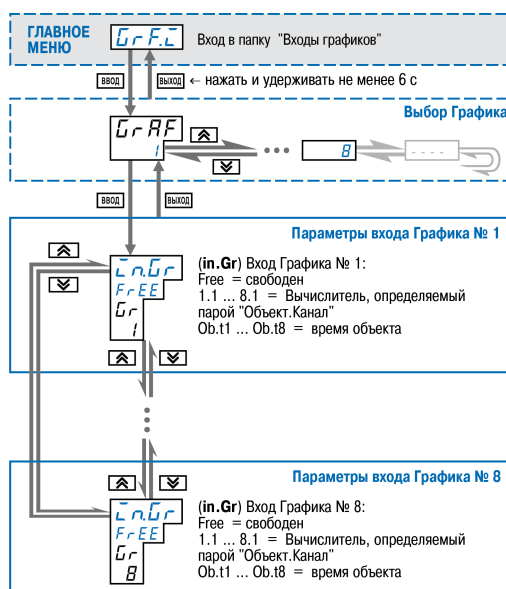 ГЛАВНОЕ МЕНЮ
GrF.i
Вход в папку "Входы графиков"
ВВОД
ВЫХОД
← нажать и удерживать не менее 6 с
Выбор Графика
GrAF
1
...
8
- - - -
ВВОД
ВЫХОД
Параметры входа Графика № 1
in.Gr
FrEE
Gr
1
(in.Gr) Вход Графика № 1:
Free = свободен
1.1 ... 8.1 = Вычислитель, определяемый
парой "Объект.Канал"
Ob.t1 ... Ob.t8 = время объекта
Параметры входа Графика № 8
in.Gr
FrEE
Gr
8
(in.Gr) Вход Графика № 8:
Free = свободен
1.1 ... 8.1 = Вычислитель, определяемый
парой "Объект.Канал"
Ob.t1 ... Ob.t8 = время объекта